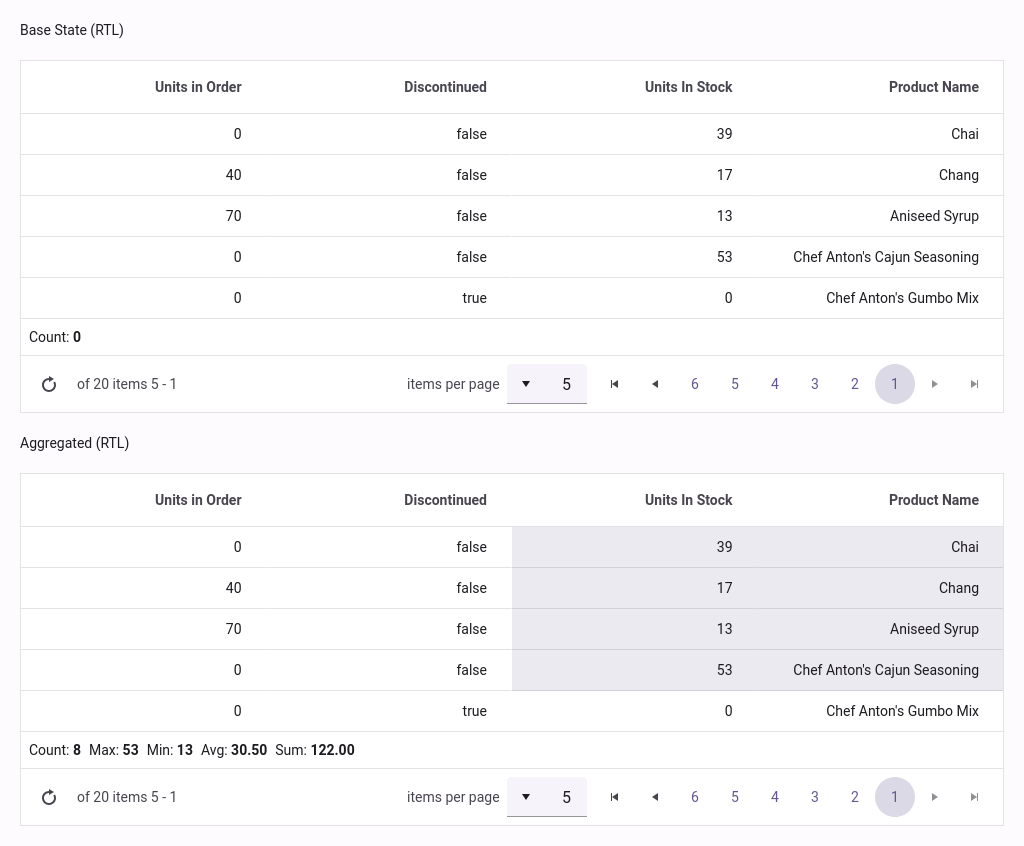 Base State (RTL)
Units in Order Discontinued Units In Stock Product Name
0 false 39 Chai
40 false 17 Chang
70 false 13 Aniseed Syrup
0 false 53 Chef Anton's Cajun Seasoning
0 true 0 Chef Anton's Gumbo Mix
Count: 0
of 20 items 5 - 1 items per page 5 6 5 4 3 2 1
Aggregated (RTL)
Units in Order Discontinued Units In Stock Product Name
0 false 39 Chai
40 false 17 Chang
70 false 13 Aniseed Syrup
0 false 53 Chef Anton's Cajun Seasoning
0 true 0 Chef Anton's Gumbo Mix
Count: 8 Max: 53 Min: 13 Avg: 30.50 Sum: 122.00
of 20 items 5 - 1 items per page 5 6 5 4 3 2 1